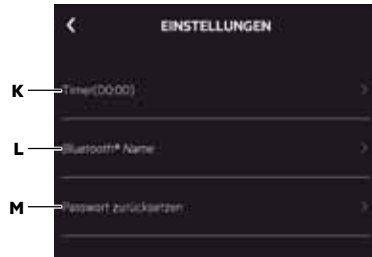 EINSTELLUNGEN
K Timer(00:00)
L Bluetooth® Name
M Passwort zurücksetzen